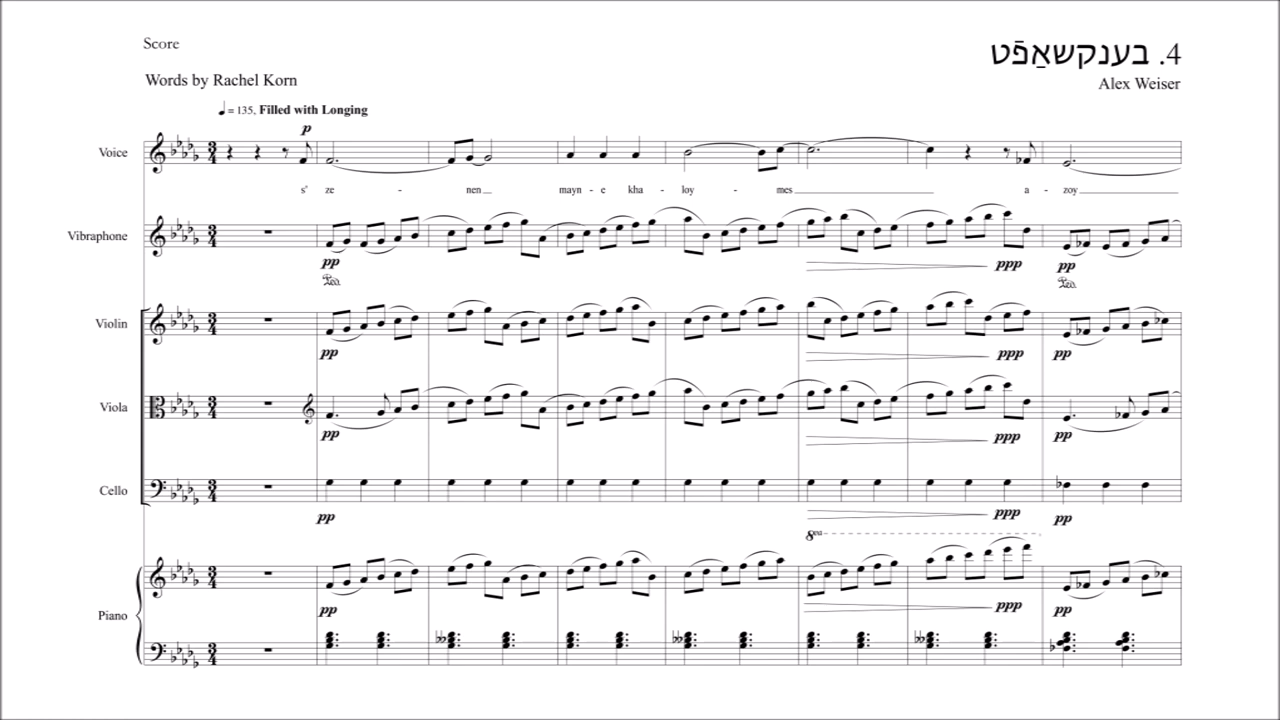 Score
4. בענקשאַפֿט
Words by Rachel Korn
Alex Weiser
♩ = 135, Filled with Longing
p
Voice
s' ze - nen mayn - e kha - loy - mes a - zoy
Vibraphone
pp ppp pp
Ped. Ped.
Violin
pp ppp pp
Viola
pp ppp pp
Cello
pp ppp pp
8va
Piano
pp ppp pp